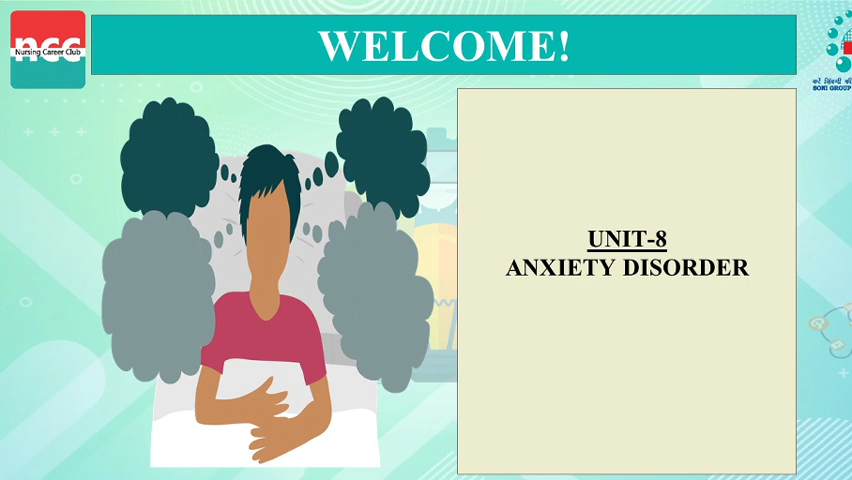 ncc
Nursing Career Club
WELCOME!
UNIT-8
ANXIETY DISORDER
SONI GROUP